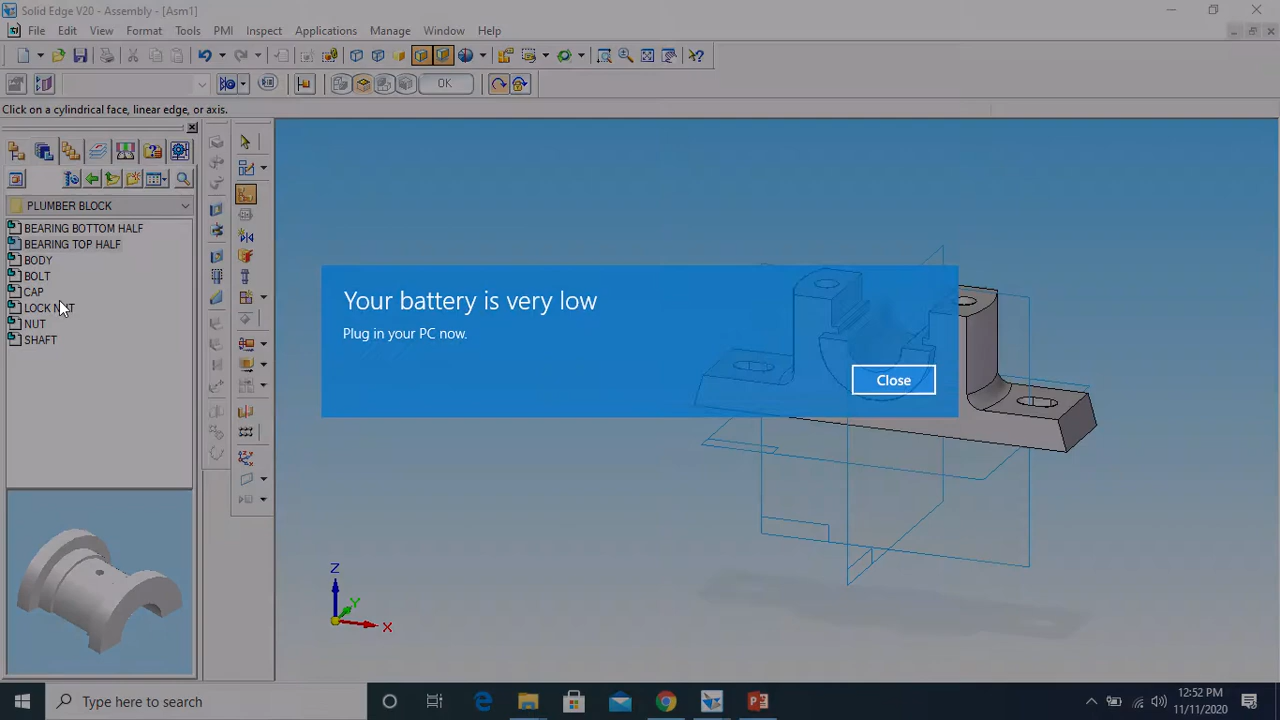 Solid Edge V20 - Assembly - [Asm1]
File Edit View Format Tools PMI Inspect Applications Manage Window Help
OK
Click on a cylindrical face, linear edge, or axis.
PLUMBER BLOCK
BEARING BOTTOM HALF
BEARING TOP HALF
BODY
BOLT
CAP
LOCK NUT
NUT
SHAFT
Your battery is very low
Plug in your PC now.
Close
Z
Y
X
Type here to search
12:52 PM
11/11/2020